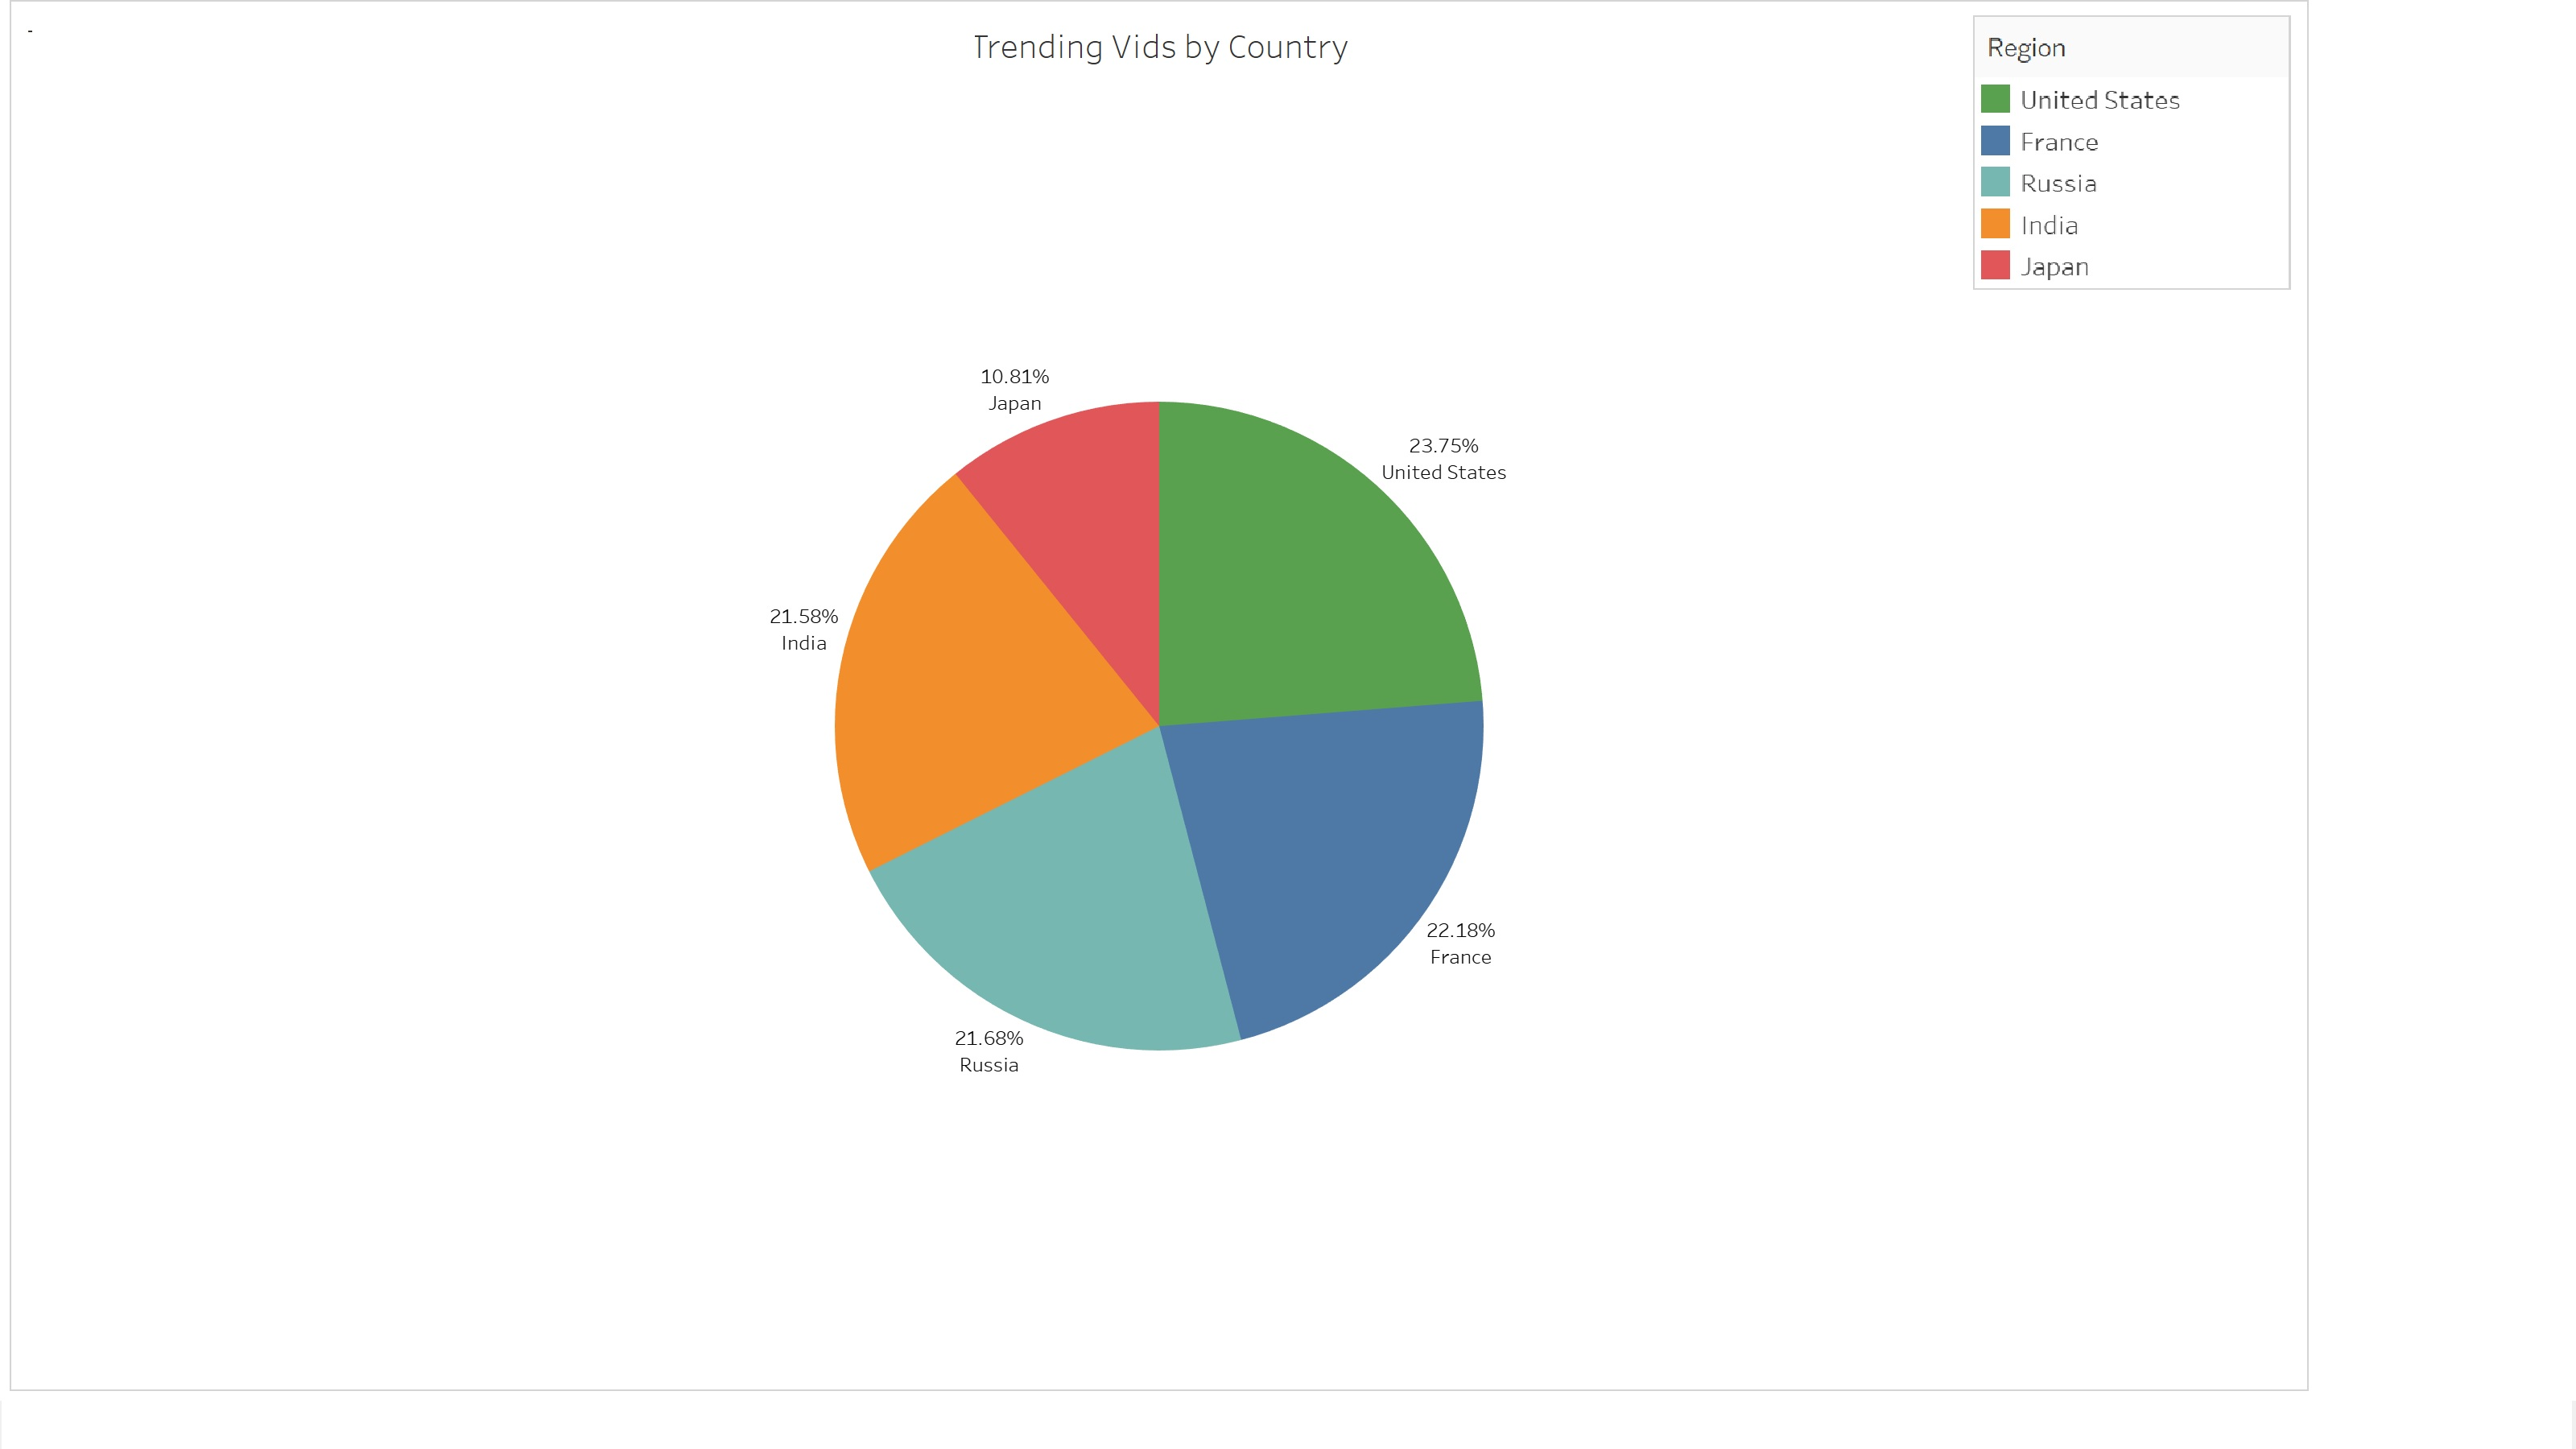 -
Trending Vids by Country
Region
United States
France
Russia
India
Japan
10.81%
Japan
23.75%
United States
21.58%
India
22.18%
France
21.68%
Russia